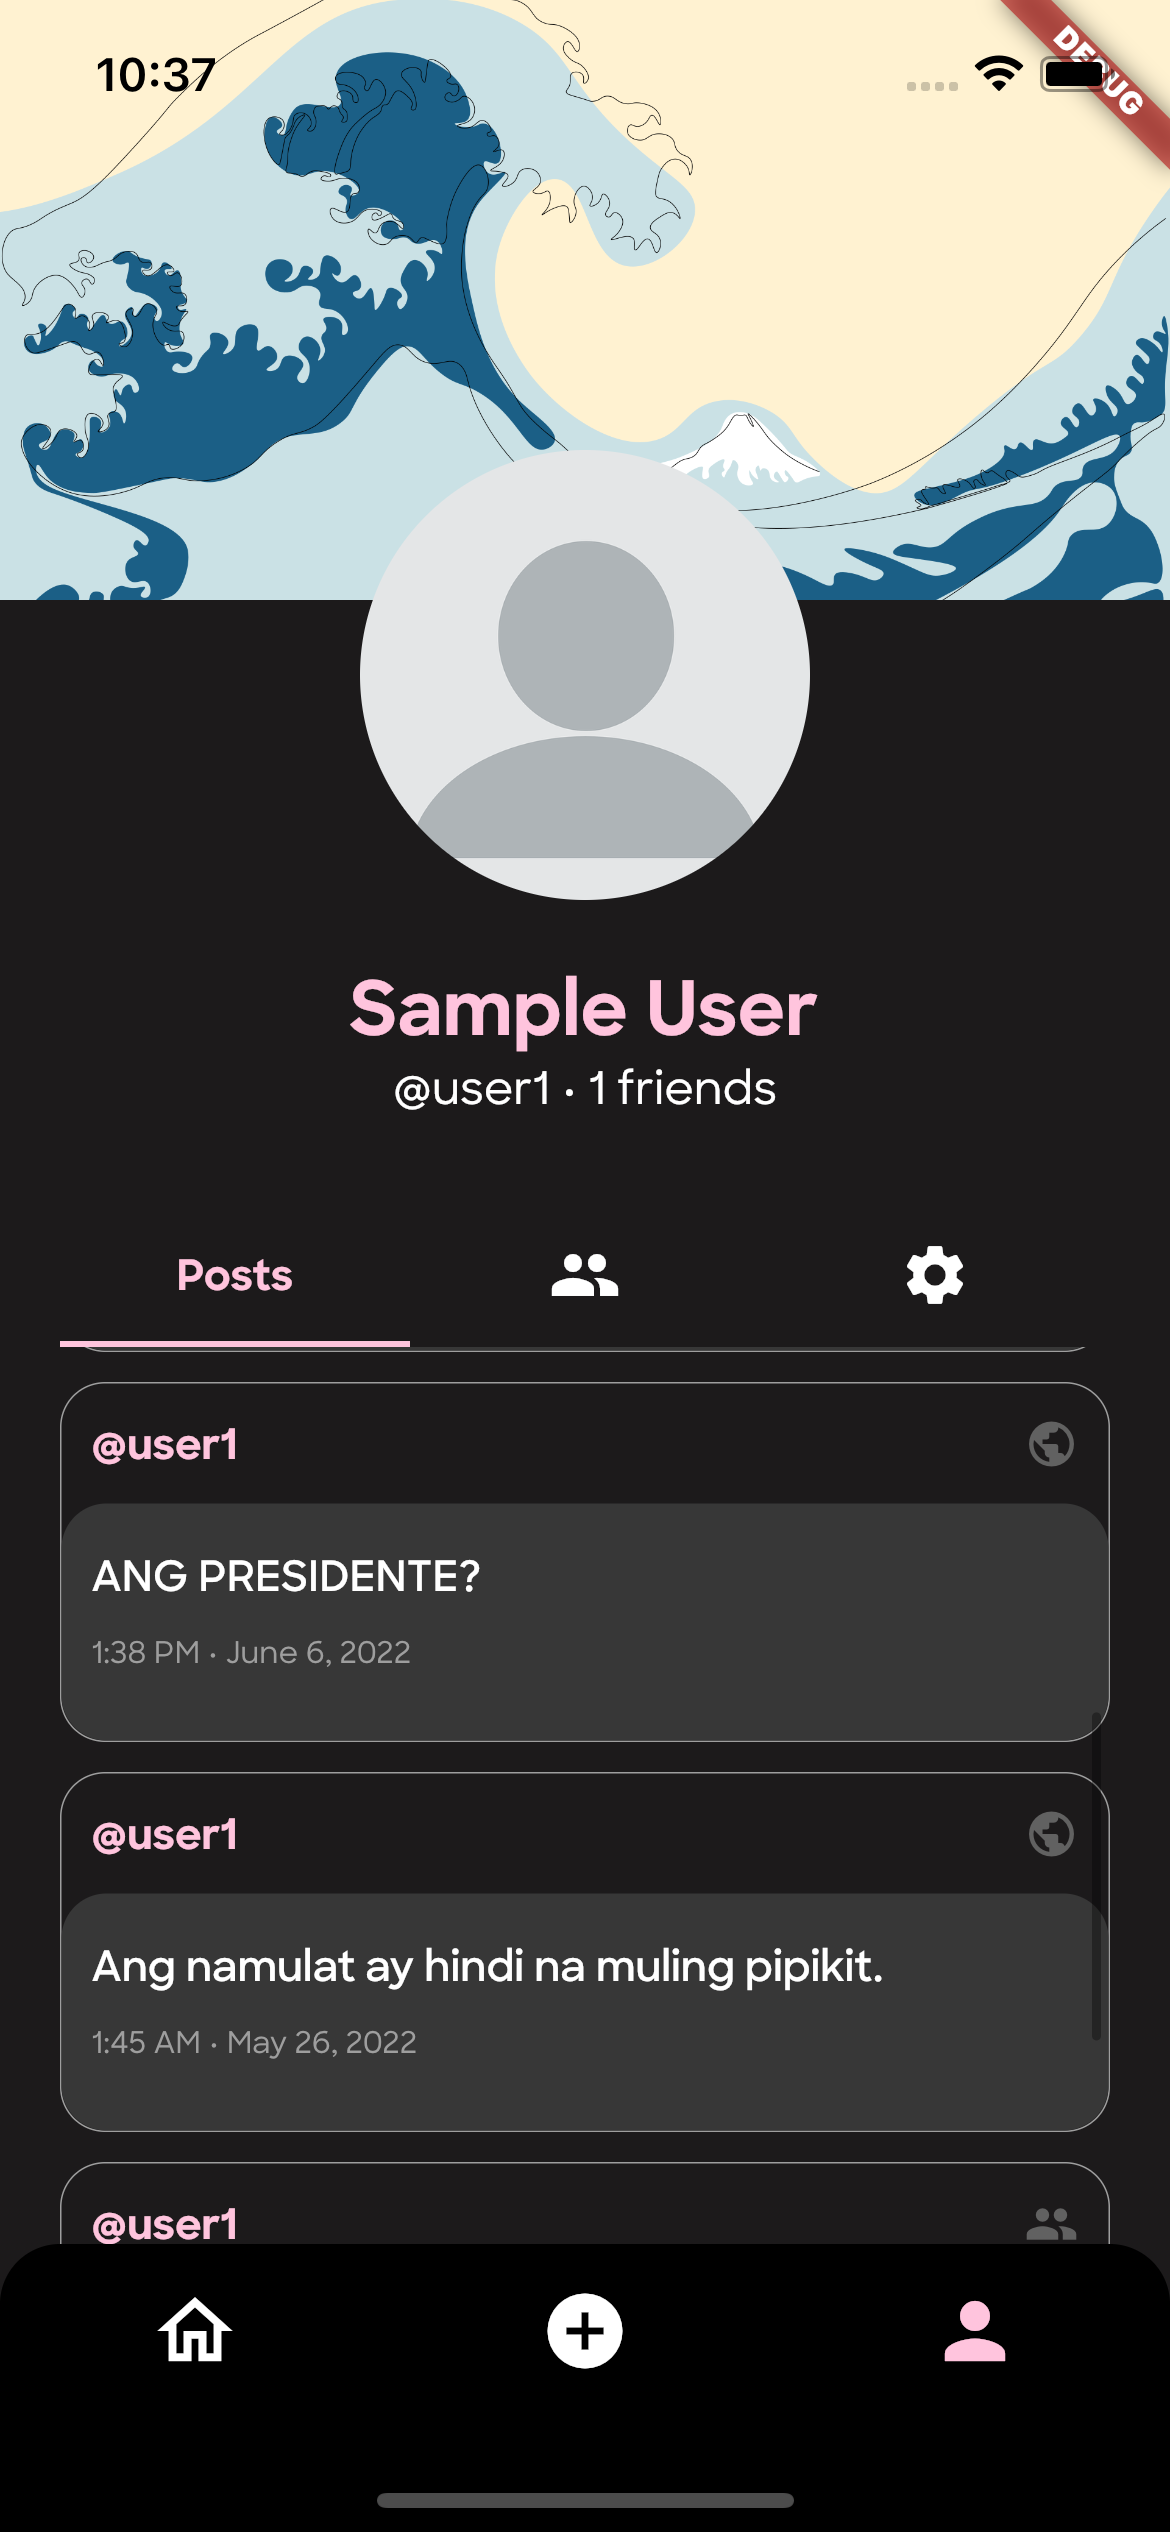 10:37
DEBUG
Sample User
@user1 · 1 friends
Posts
@user1
ANG PRESIDENTE?
1:38 PM · June 6, 2022
@user1
Ang namulat ay hindi na muling pipikit.
1:45 AM · May 26, 2022
@user1